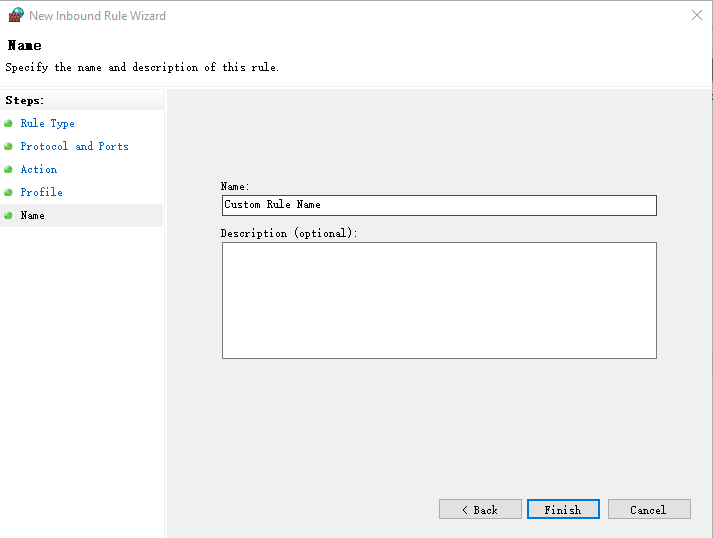 New Inbound Rule Wizard
Name
Specify the name and description of this rule.
Steps:
Rule Type
Protocol and Ports
Action
Profile
Name
Name:
Custom Rule Name
Description (optional):
< Back
Finish
Cancel